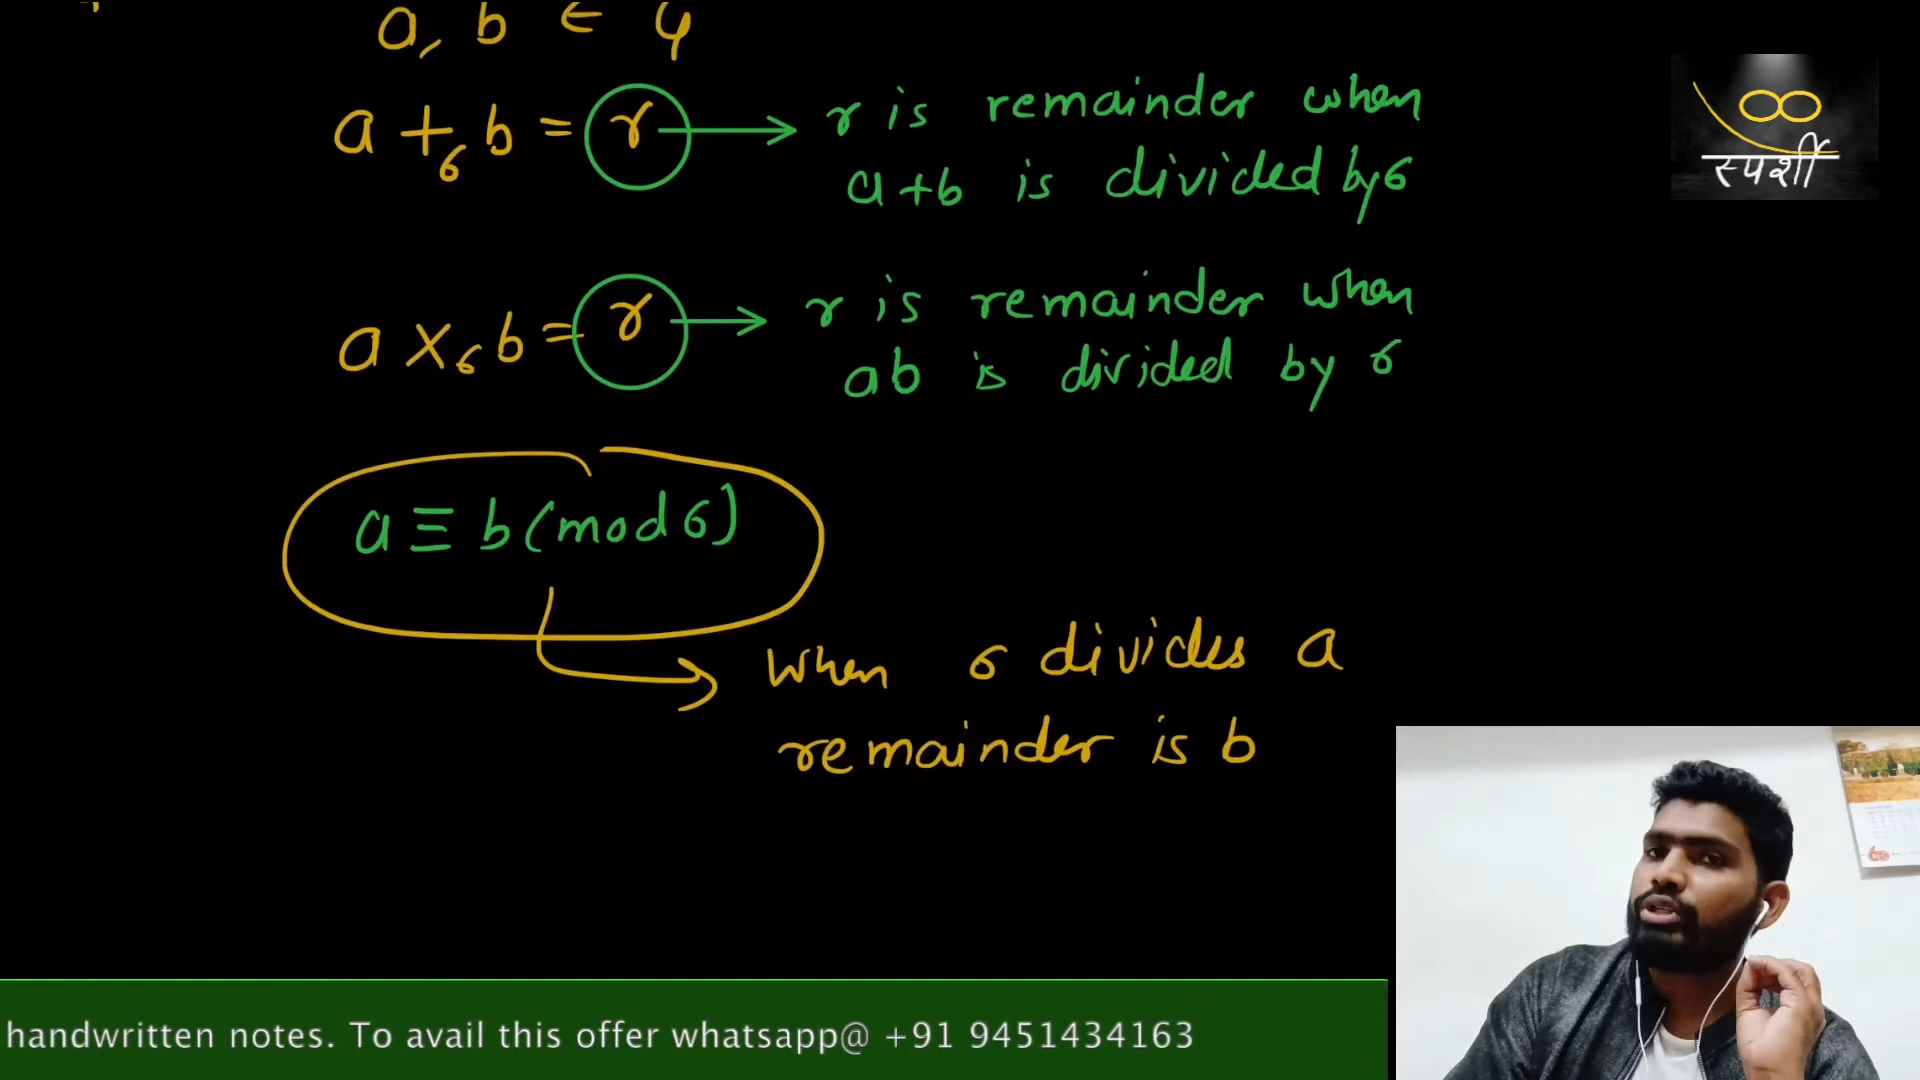 a, b ∈ G
a +₆ b = r → r is remainder when
a+b is divided by 6
स्पर्शी
a ×₆ b = r → r is remainder when
ab is divided by 6
a ≡ b (mod 6)
When 6 divides a
remainder is b
handwritten notes. To avail this offer whatsapp@ +91 9451434163